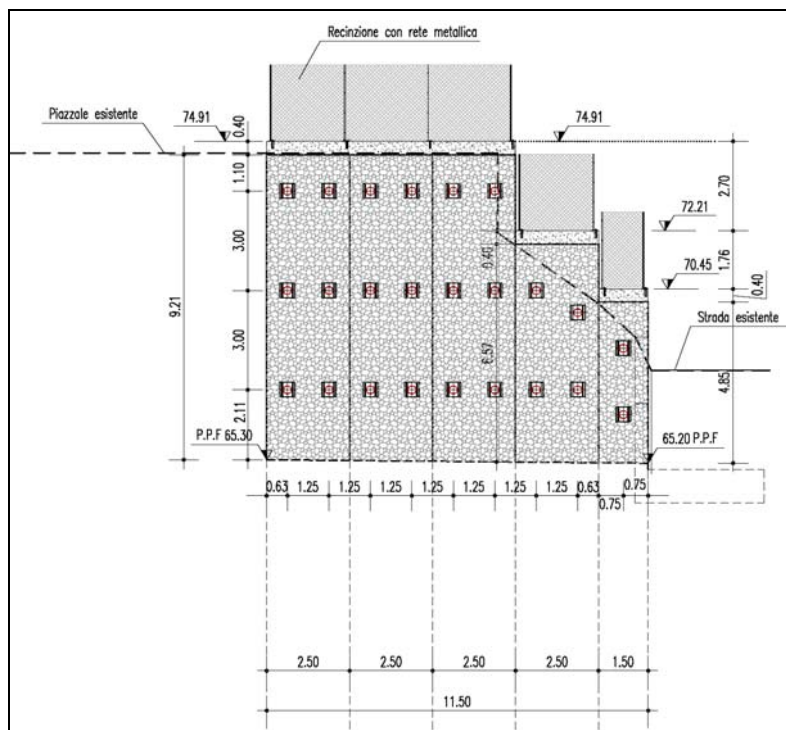 Recinzione con rete metallica
Piazzale esistente
74.91
74.91
0.40
1.10
2.70
3.00
72.21
0.40
1.76
70.45
0.40
9.21
Strada esistente
3.00
6.57
4.85
2.11
P.P.F 65.30
65.20 P.P.F
0.63 1.25 1.25 1.25 1.25 1.25 1.25 1.25 0.63 0.75
0.75
2.50 2.50 2.50 2.50 1.50
11.50